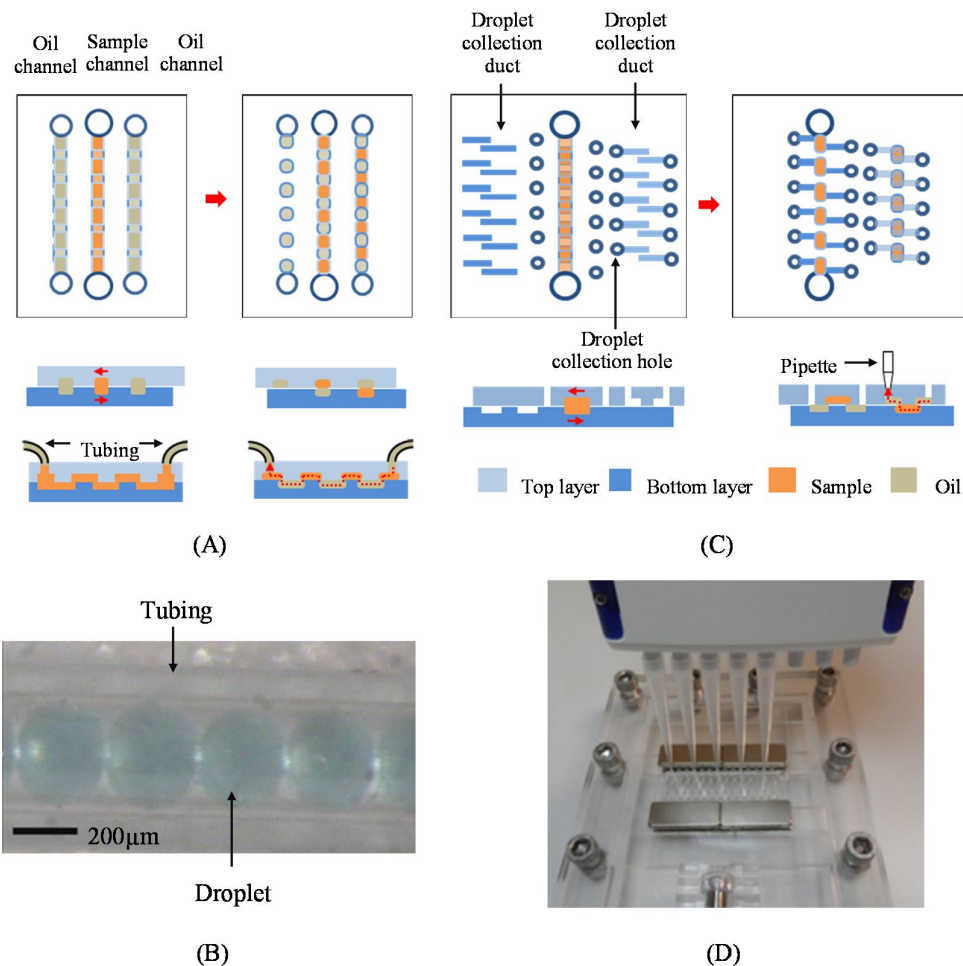 Oil
channel
Sample
channel
Oil
channel
Droplet
collection
duct
Droplet
collection
duct
Droplet
collection hole
Pipette
Tubing
Top layer
Bottom layer
Sample
Oil
(A)
(C)
Tubing
200µm
Droplet
(B)
(D)